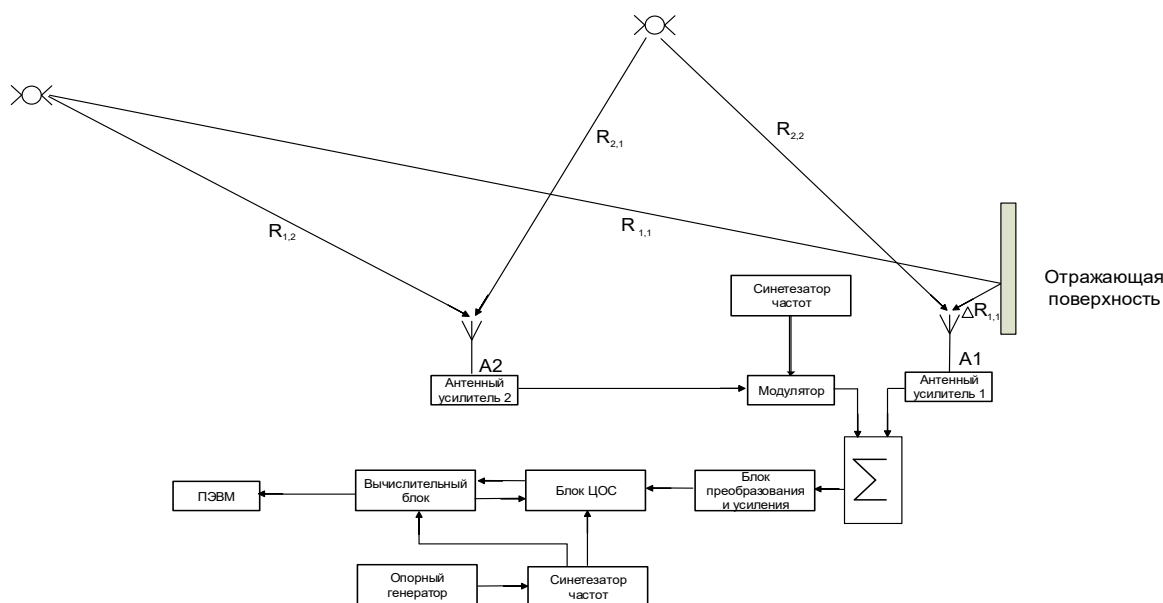 R2,1
R2,2
R1,2
R 1,1
Синетезатор
частот
Отражающая
поверхность
△R1,1
A2
A1
Антенный
усилитель 2
Модулятор
Антенный
усилитель 1
Σ
ПЭВМ
Вычислительный
блок
Блок ЦОС
Блок
преобразования
и усиления
Опорный
генератор
Синетезатор
частот